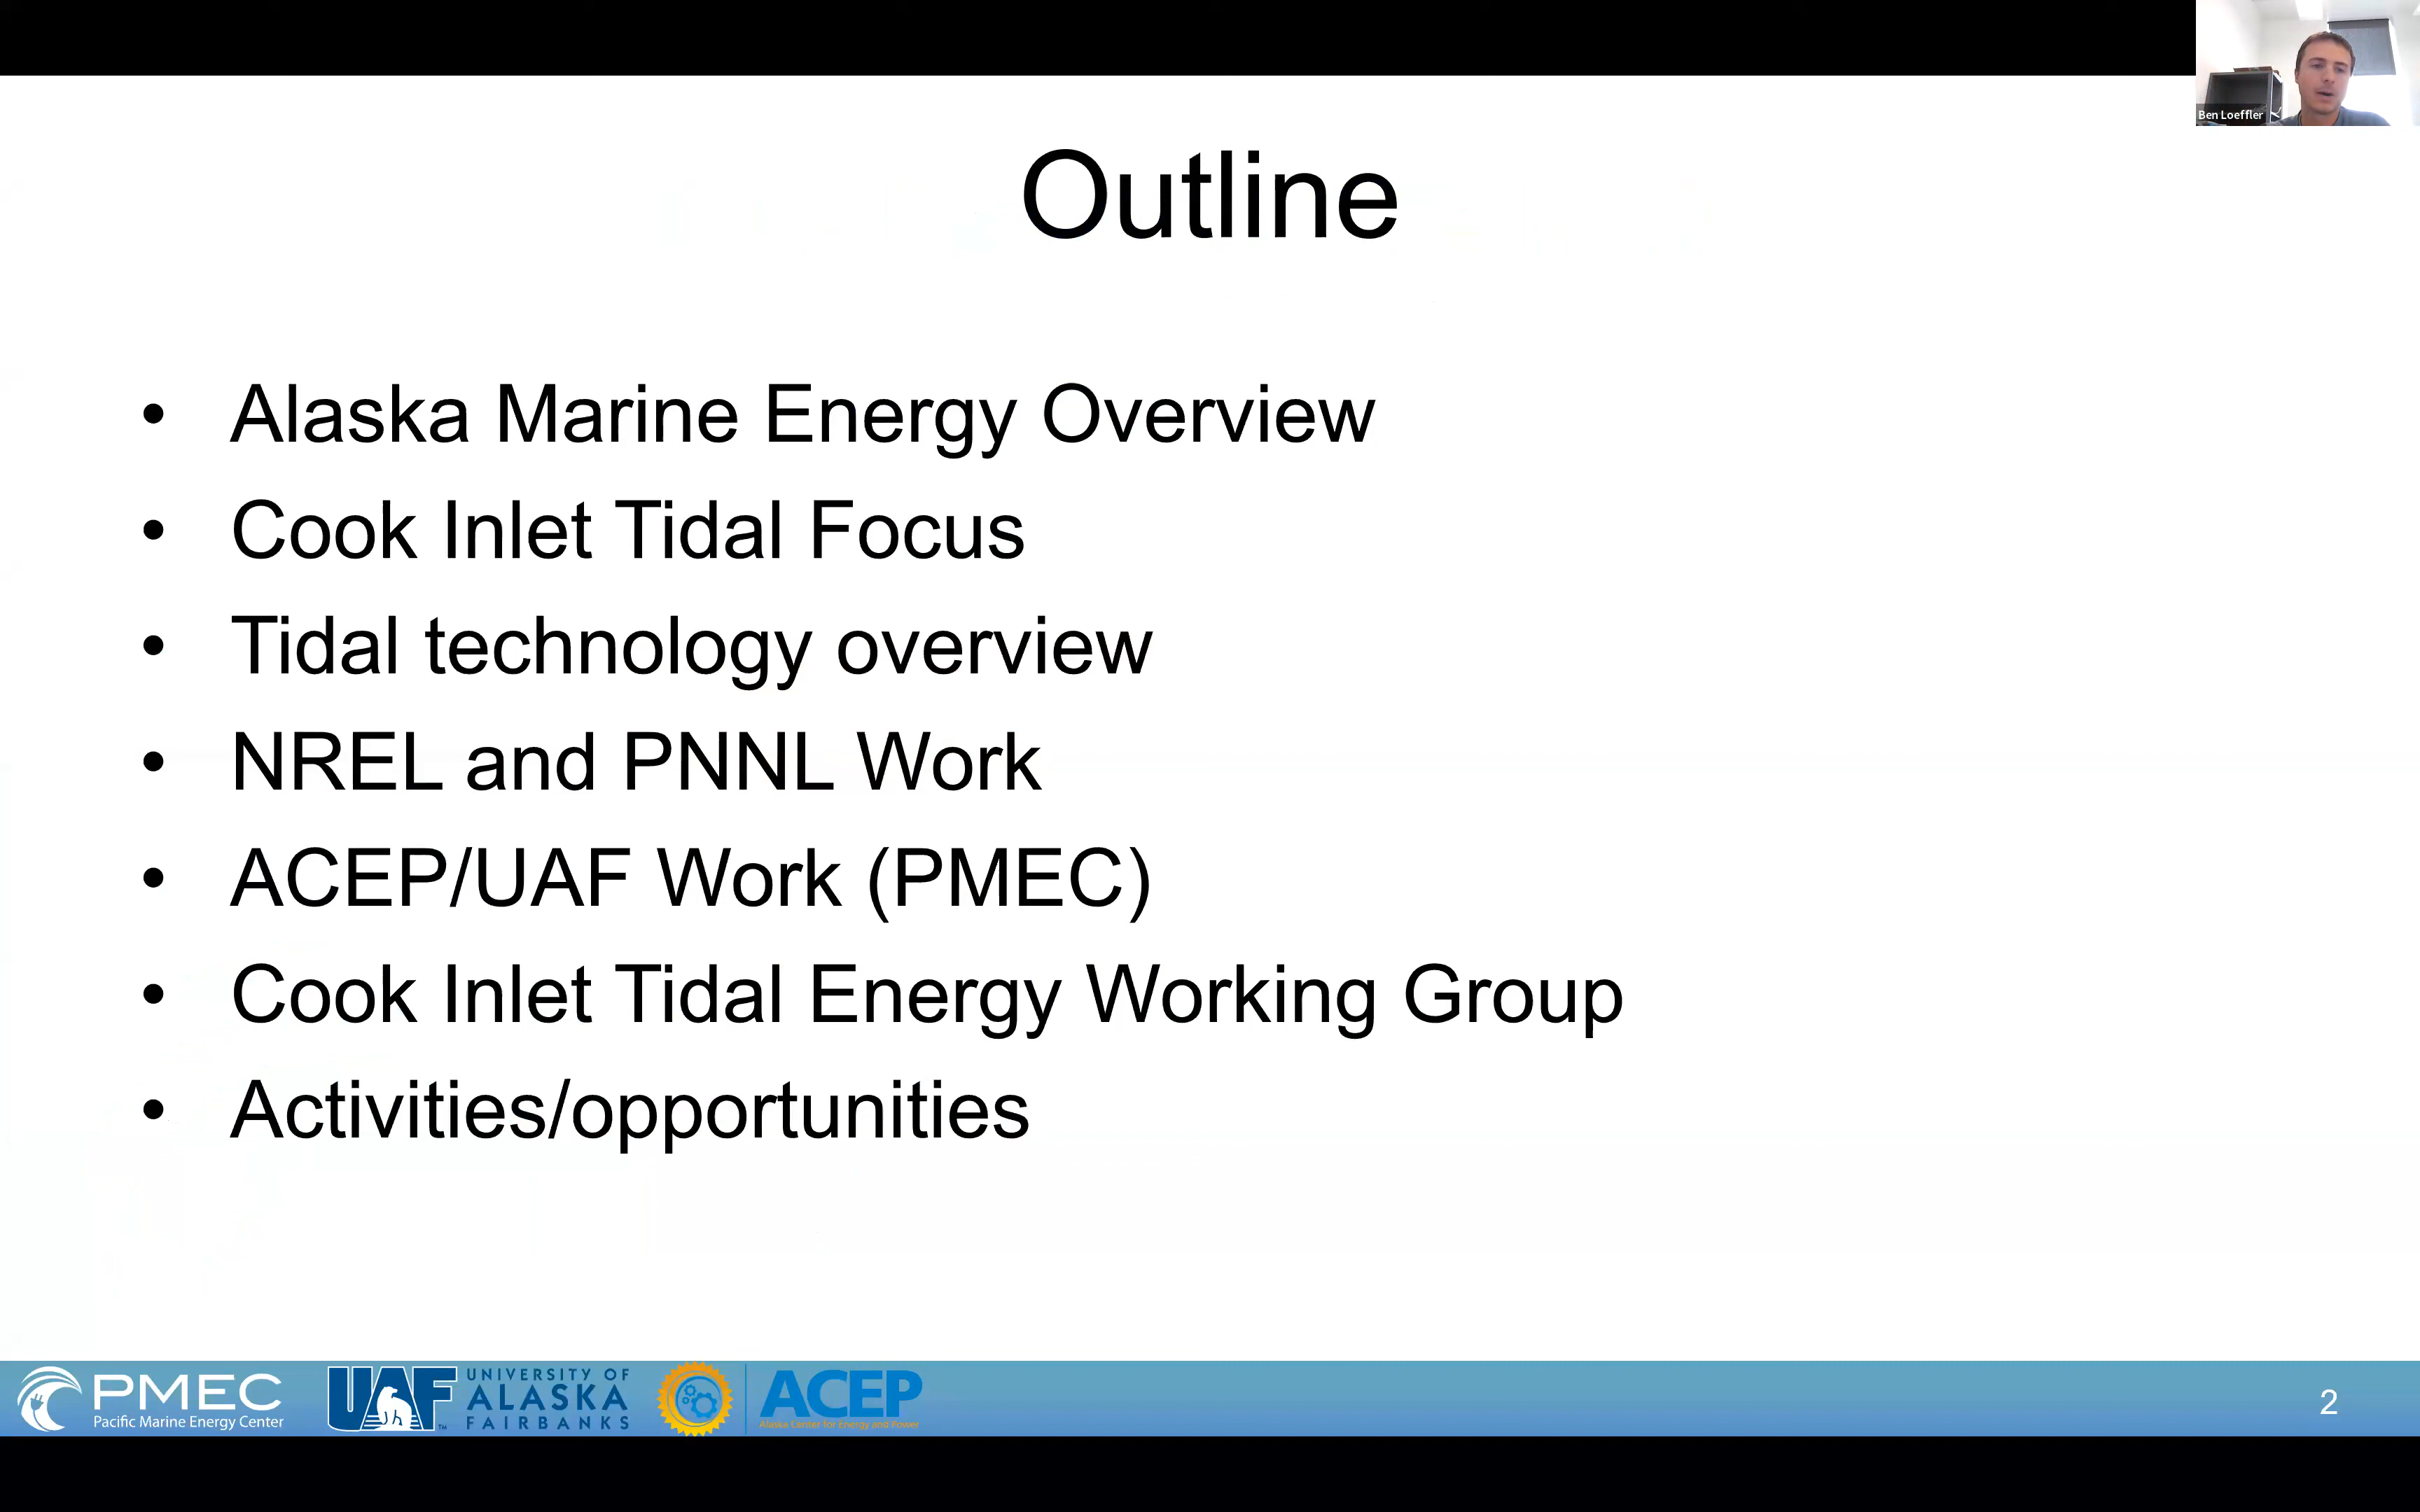 Ben Loeffler
Outline
• Alaska Marine Energy Overview
• Cook Inlet Tidal Focus
• Tidal technology overview
• NREL and PNNL Work
• ACEP/UAF Work (PMEC)
• Cook Inlet Tidal Energy Working Group
• Activities/opportunities
PMEC
Pacific Marine Energy Center
UAF
UNIVERSITY OF
ALASKA
FAIRBANKS
ACEP
Alaska Center for Energy and Power
2